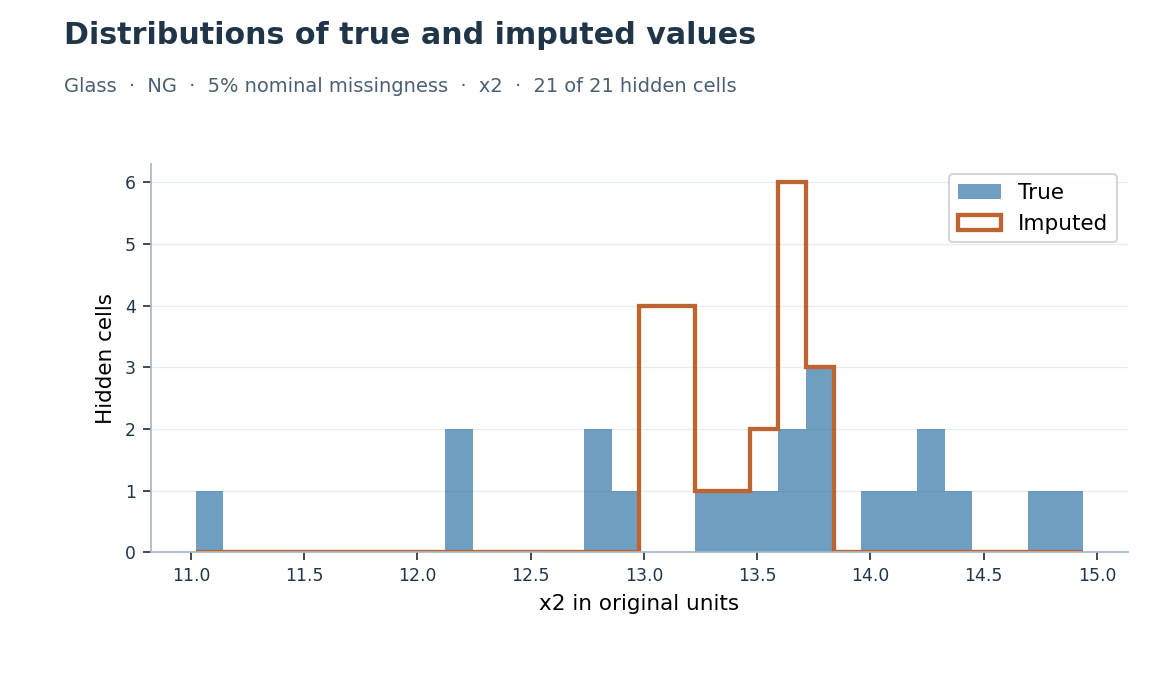 Distributions of true and imputed values
Glass · NG · 5% nominal missingness · x2 · 21 of 21 hidden cells
True
Imputed
Hidden cells
6
5
4
3
2
1
0
11.0 11.5 12.0 12.5 13.0 13.5 14.0 14.5 15.0
x2 in original units